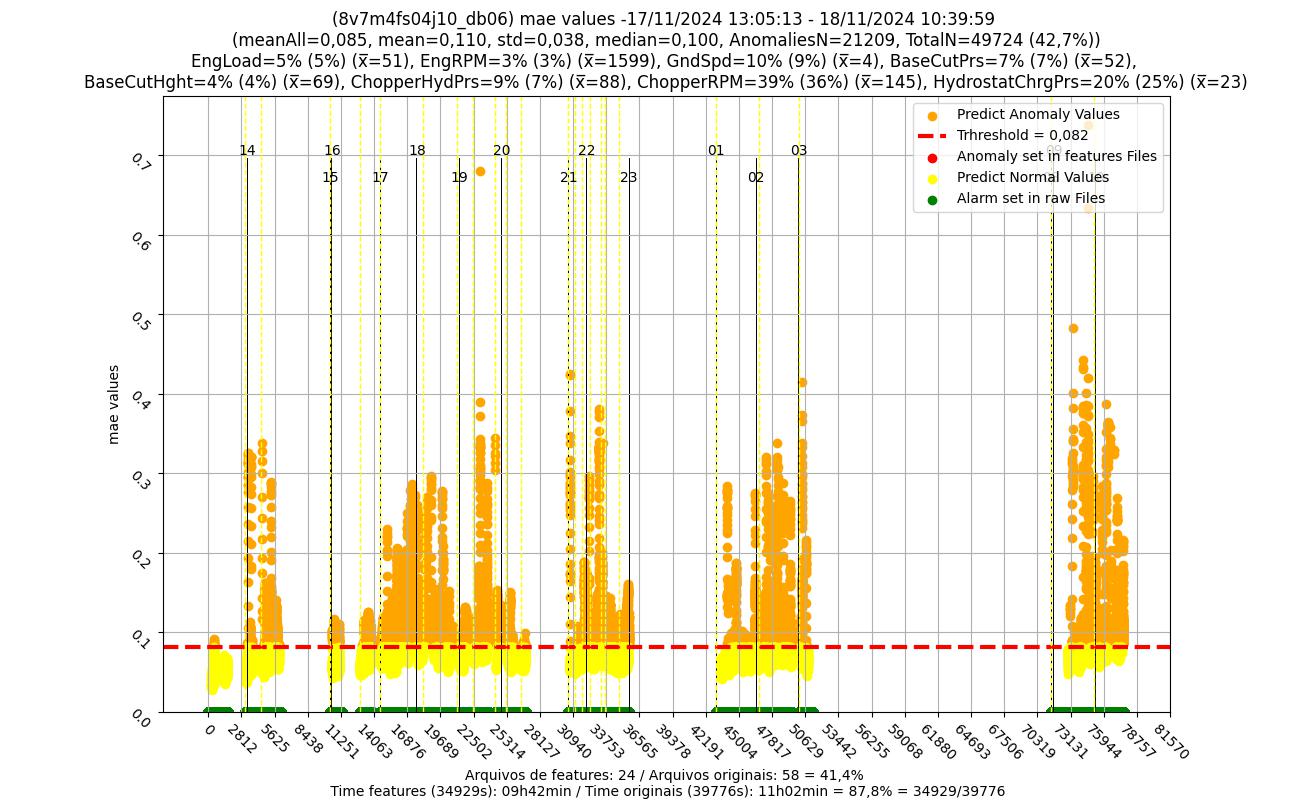 (8v7m4fs04j10_db06) mae values -17/11/2024 13:05:13 - 18/11/2024 10:39:59
(meanAll=0,085, mean=0,110, std=0,038, median=0,100, AnomaliesN=21209, TotalN=49724 (42,7%))
EngLoad=5% (5%) (x̅=51), EngRPM=3% (3%) (x̅=1599), GndSpd=10% (9%) (x̅=4), BaseCutPrs=7% (7%) (x̅=52),
BaseCutHght=4% (4%) (x̅=69), ChopperHydPrs=9% (7%) (x̅=88), ChopperRPM=39% (36%) (x̅=145), HydrostatChrgPrs=20% (25%) (x̅=23)
Predict Anomaly Values
Trhreshold = 0,082
Anomaly set in features Files
Predict Normal Values
Alarm set in raw Files
14 16 18 20 22 01 03 09
15 17 19 21 23 02
mae values
0.7
0.6
0.5
0.4
0.3
0.2
0.1
0.0
0 2812 5625 8438 11251 14063 16876 19689 22502 25314 28127 30940 33753 36565 39378 42191 45004 47817 50629 53442 56255 59068 61880 64693 67506 70319 73131 75944 78757 81570
Arquivos de features: 24 / Arquivos originais: 58 = 41,4%
Time features (34929s): 09h42min / Time originais (39776s): 11h02min = 87,8% = 34929/39776